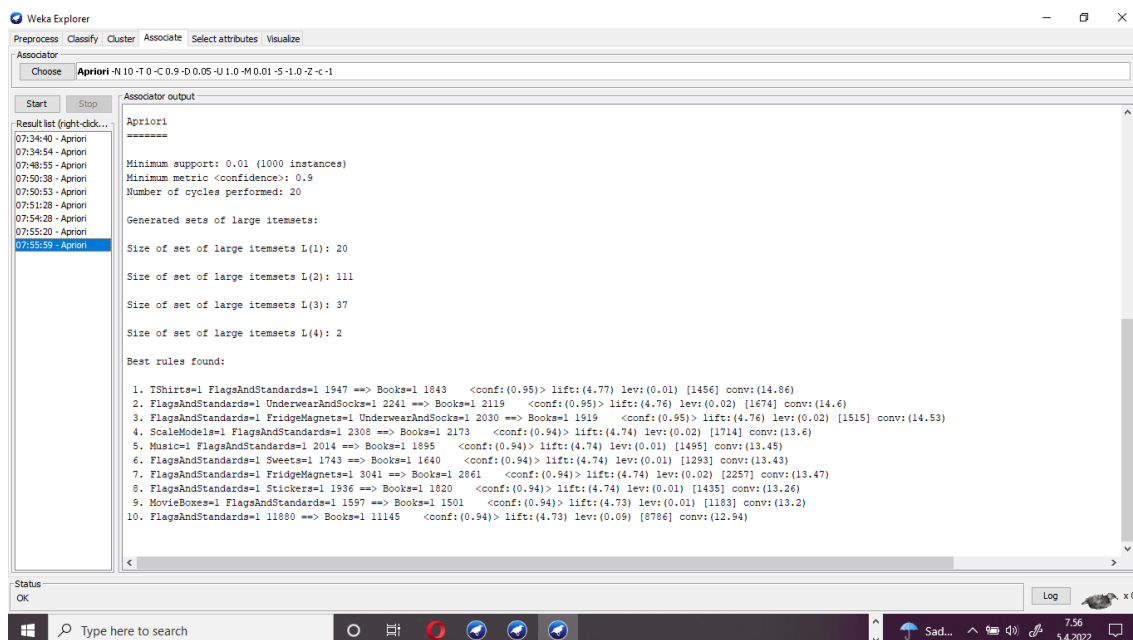 Weka Explorer
Preprocess Classify Cluster Associate Select attributes Visualize
Associator
Choose Apriori -N 10 -T 0 -C 0.9 -D 0.05 -U 1.0 -M 0.01 -S -1.0 -Z -c -1
Start Stop
Result list (right-click...
07:34:40 - Apriori
07:34:54 - Apriori
07:48:55 - Apriori
07:50:38 - Apriori
07:50:53 - Apriori
07:51:28 - Apriori
07:54:28 - Apriori
07:55:20 - Apriori
07:55:59 - Apriori
Associator output
Apriori
=======
Minimum support: 0.01 (1000 instances)
Minimum metric <confidence>: 0.9
Number of cycles performed: 20
Generated sets of large itemsets:
Size of set of large itemsets L(1): 20
Size of set of large itemsets L(2): 111
Size of set of large itemsets L(3): 37
Size of set of large itemsets L(4): 2
Best rules found:
1. TShirts=1 FlagsAndStandards=1 1947 ==> Books=1 1843 <conf:(0.95)> lift:(4.77) lev:(0.01) [1456] conv:(14.86)
2. FlagsAndStandards=1 UnderwearAndSocks=1 2241 ==> Books=1 2119 <conf:(0.95)> lift:(4.76) lev:(0.02) [1674] conv:(14.6)
3. FlagsAndStandards=1 FridgeMagnets=1 UnderwearAndSocks=1 2030 ==> Books=1 1919 <conf:(0.95)> lift:(4.76) lev:(0.02) [1515] conv:(14.53)
4. ScaleModels=1 FlagsAndStandards=1 2308 ==> Books=1 2173 <conf:(0.94)> lift:(4.74) lev:(0.02) [1714] conv:(13.6)
5. Music=1 FlagsAndStandards=1 2014 ==> Books=1 1895 <conf:(0.94)> lift:(4.74) lev:(0.01) [1495] conv:(13.45)
6. FlagsAndStandards=1 Sweets=1 1743 ==> Books=1 1640 <conf:(0.94)> lift:(4.74) lev:(0.01) [1293] conv:(13.43)
7. FlagsAndStandards=1 FridgeMagnets=1 3041 ==> Books=1 2861 <conf:(0.94)> lift:(4.74) lev:(0.02) [2257] conv:(13.47)
8. FlagsAndStandards=1 Stickers=1 1936 ==> Books=1 1820 <conf:(0.94)> lift:(4.74) lev:(0.01) [1435] conv:(13.26)
9. MovieBoxes=1 FlagsAndStandards=1 1597 ==> Books=1 1501 <conf:(0.94)> lift:(4.73) lev:(0.01) [1183] conv:(13.2)
10. FlagsAndStandards=1 11880 ==> Books=1 11145 <conf:(0.94)> lift:(4.73) lev:(0.09) [8786] conv:(12.94)
Status
OK
Log
Type here to search
Sad...
7.56
5.4.2022